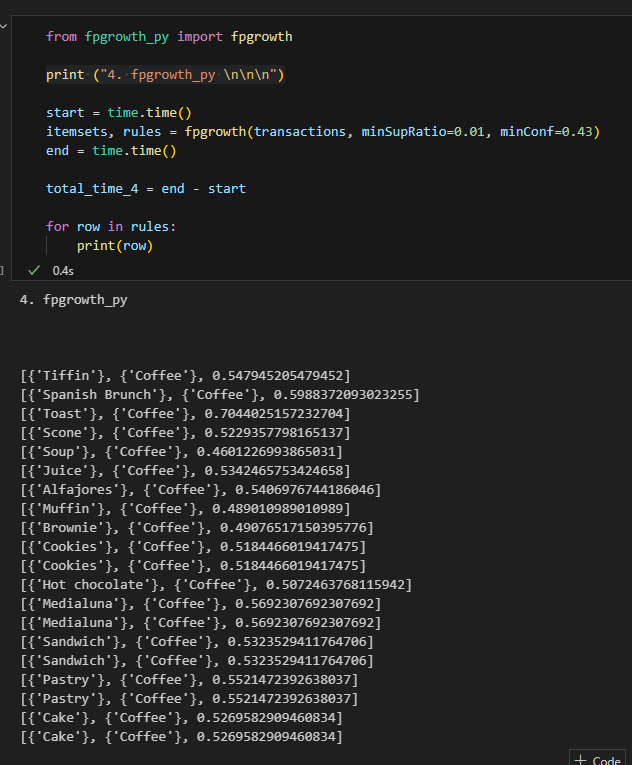 from fpgrowth_py import fpgrowth
print ("4. fpgrowth_py \n\n\n")
start = time.time()
itemsets, rules = fpgrowth(transactions, minSupRatio=0.01, minConf=0.43)
end = time.time()
total_time_4 = end - start
for row in rules:
    print(row)
] ✓ 0.4s
4. fpgrowth_py
[{'Tiffin'}, {'Coffee'}, 0.547945205479452]
[{'Spanish Brunch'}, {'Coffee'}, 0.5988372093023255]
[{'Toast'}, {'Coffee'}, 0.7044025157232704]
[{'Scone'}, {'Coffee'}, 0.5229357798165137]
[{'Soup'}, {'Coffee'}, 0.4601226993865031]
[{'Juice'}, {'Coffee'}, 0.5342465753424658]
[{'Alfajores'}, {'Coffee'}, 0.5406976744186046]
[{'Muffin'}, {'Coffee'}, 0.489010989010989]
[{'Brownie'}, {'Coffee'}, 0.49076517150395776]
[{'Cookies'}, {'Coffee'}, 0.5184466019417475]
[{'Cookies'}, {'Coffee'}, 0.5184466019417475]
[{'Hot chocolate'}, {'Coffee'}, 0.5072463768115942]
[{'Medialuna'}, {'Coffee'}, 0.5692307692307692]
[{'Medialuna'}, {'Coffee'}, 0.5692307692307692]
[{'Sandwich'}, {'Coffee'}, 0.5323529411764706]
[{'Sandwich'}, {'Coffee'}, 0.5323529411764706]
[{'Pastry'}, {'Coffee'}, 0.5521472392638037]
[{'Pastry'}, {'Coffee'}, 0.5521472392638037]
[{'Cake'}, {'Coffee'}, 0.5269582909460834]
[{'Cake'}, {'Coffee'}, 0.5269582909460834]
+ Code